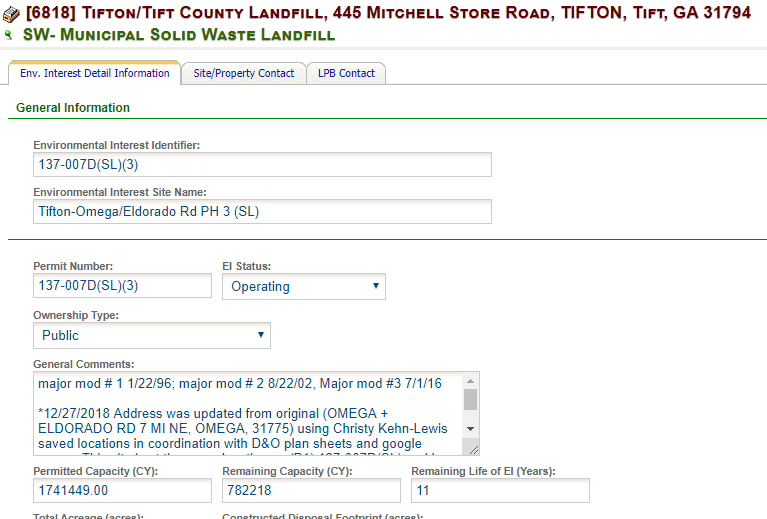 [6818] Tifton/Tift County Landfill, 445 Mitchell Store Road, TIFTON, Tift, GA 31794
SW- Municipal Solid Waste Landfill
Env. Interest Detail Information Site/Property Contact LPB Contact
General Information
Environmental Interest Identifier:
137-007D(SL)(3)
Environmental Interest Site Name:
Tifton-Omega/Eldorado Rd PH 3 (SL)
Permit Number: EI Status:
137-007D(SL)(3) Operating
Ownership Type:
Public
General Comments:
major mod # 1 1/22/96; major mod # 2 8/22/02, Major mod #3 7/1/16
*12/27/2018 Address was updated from original (OMEGA +
ELDORADO RD 7 MI NE, OMEGA, 31775) using Christy Kehn-Lewis
saved locations in coordination with D&O plan sheets and google
Permitted Capacity (CY): Remaining Capacity (CY): Remaining Life of EI (Years):
1741449.00 782218 11
Total Acreage (acres): Constructed Disposal Footprint (acres):